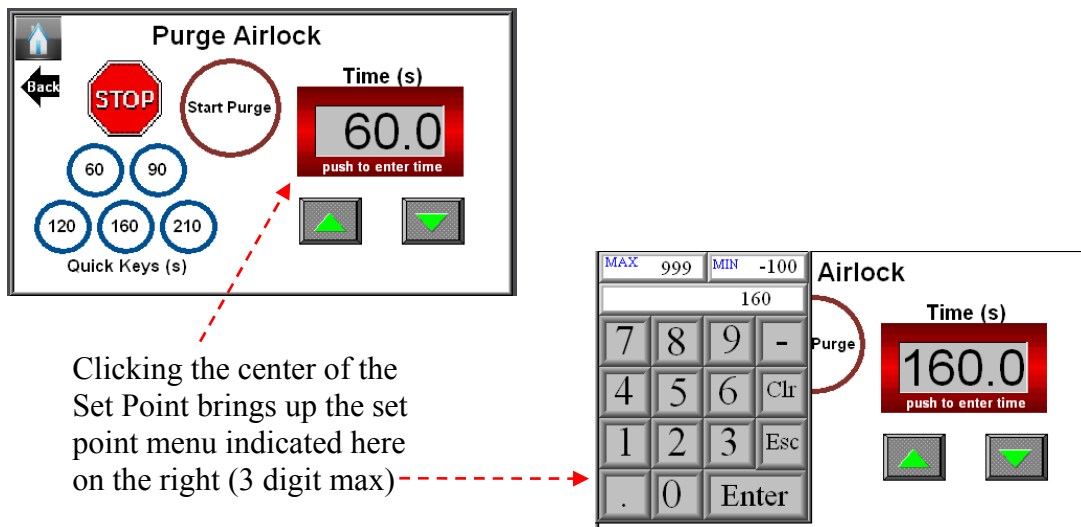 Purge Airlock
Back
STOP
Start Purge
Time (s)
60.0
push to enter time
60 90
120 160 210
Quick Keys (s)
Clicking the center of the
Set Point brings up the set
point menu indicated here
on the right (3 digit max)
MAX 999 MIN -100
160
7 8 9 -
4 5 6 Clr
1 2 3 Esc
. 0 Enter
Airlock
Purge
Time (s)
160.0
push to enter time